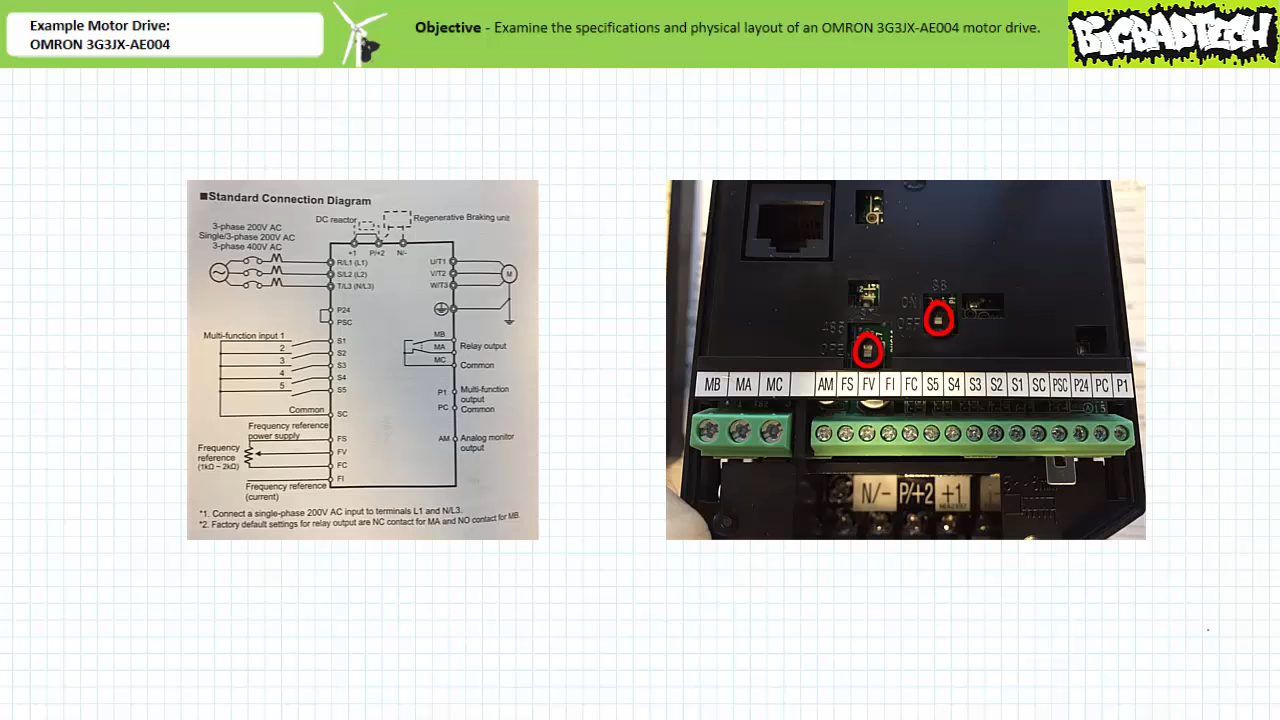 Example Motor Drive:
OMRON 3G3JX-AE004
Objective - Examine the specifications and physical layout of an OMRON 3G3JX-AE004 motor drive.
BIGBADTECH
■Standard Connection Diagram
DC reactor
Regenerative Braking unit
3-phase 200V AC
Single/3-phase 200V AC
3-phase 400V AC
+1 P/+2 N/-
R/L1 (L1)
S/L2 (L2)
T/L3 (N/L3)
U/T1
V/T2
W/T3
M
P24
PSC
Multi-function input 1
2
3
4
5
S1
S2
S3
S4
S5
Common
SC
MB
MA
MC
Relay output
Common
P1
Multi-function
output
PC
Common
Frequency reference
power supply
Frequency
reference
(1kΩ ~ 2kΩ)
FS
FV
FC
FI
AM
Analog monitor
output
Frequency reference
(current)
*1. Connect a single-phase 200V AC input to terminals L1 and N/L3.
*2. Factory default settings for relay output are NC contact for MA and NO contact for MB.
S8
ON
OFF
S7
485
OPE
MB MA MC AM FS FV FI FC S5 S4 S3 S2 S1 SC PSC P24 PC P1
N/- P/+2 +1